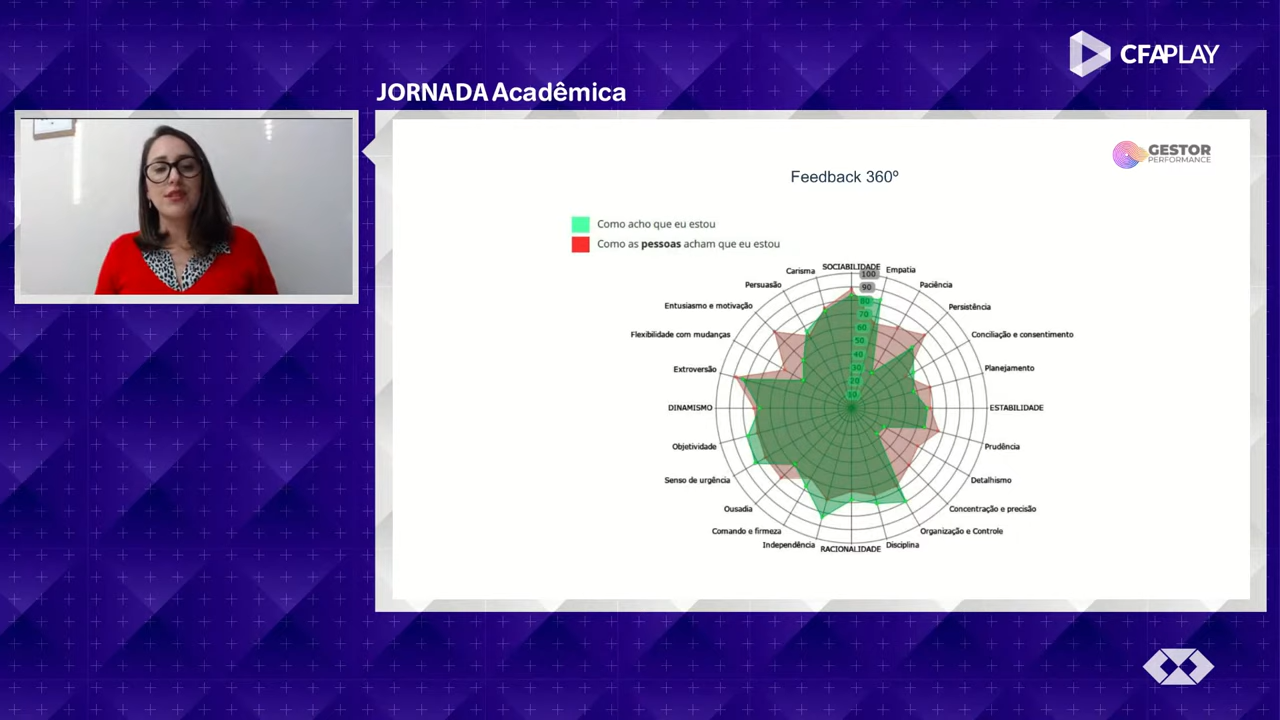 CFAPLAY
JORNADA Acadêmica
GESTOR
PERFORMANCE
Feedback 360º
Como acho que eu estou
Como as pessoas acham que eu estou
SOCIABILIDADE
Empatia
Carisma
100
Persuasão
90
Paciência
80
Entusiasmo e motivação
Persistência
70
60
Flexibilidade com mudanças
Conciliação e consentimento
50
40
Extroversão
Planejamento
30
20
10
DINAMISMO
ESTABILIDADE
Objetividade
Prudência
Senso de urgência
Detalhismo
Ousadia
Concentração e precisão
Comando e firmeza
Organização e Controle
Independência
Disciplina
RACIONALIDADE